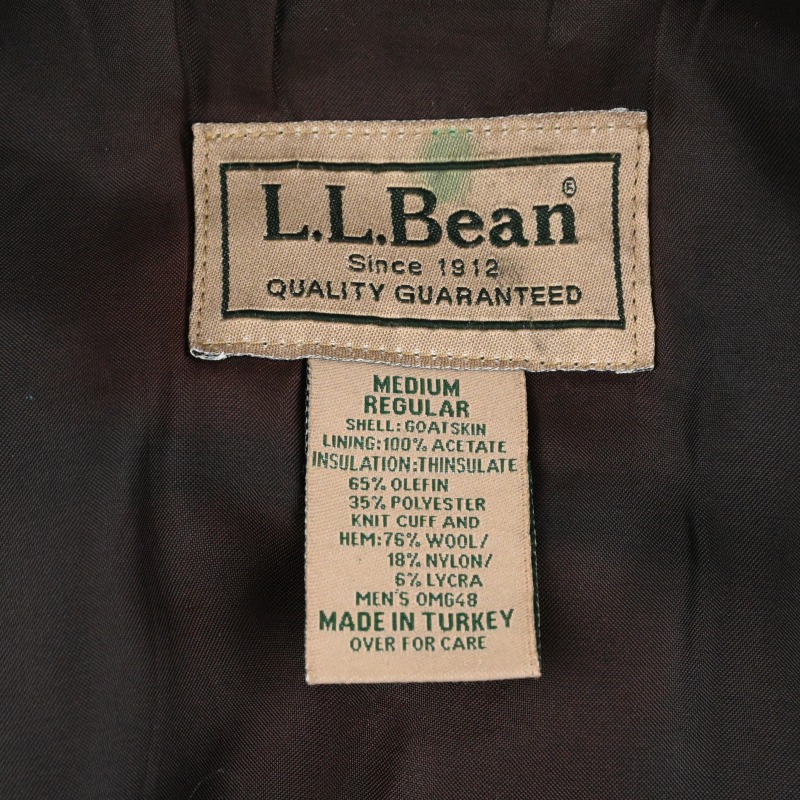 L.L.Bean®
Since 1912
QUALITY GUARANTEED
MEDIUM
REGULAR
SHELL: GOATSKIN
LINING:100% ACETATE
INSULATION:THINSULATE
65% OLEFIN
35% POLYESTER
KNIT CUFF AND
HEM:76% WOOL/
18% NYLON/
6% LYCRA
MEN'S OMG48
MADE IN TURKEY
OVER FOR CARE